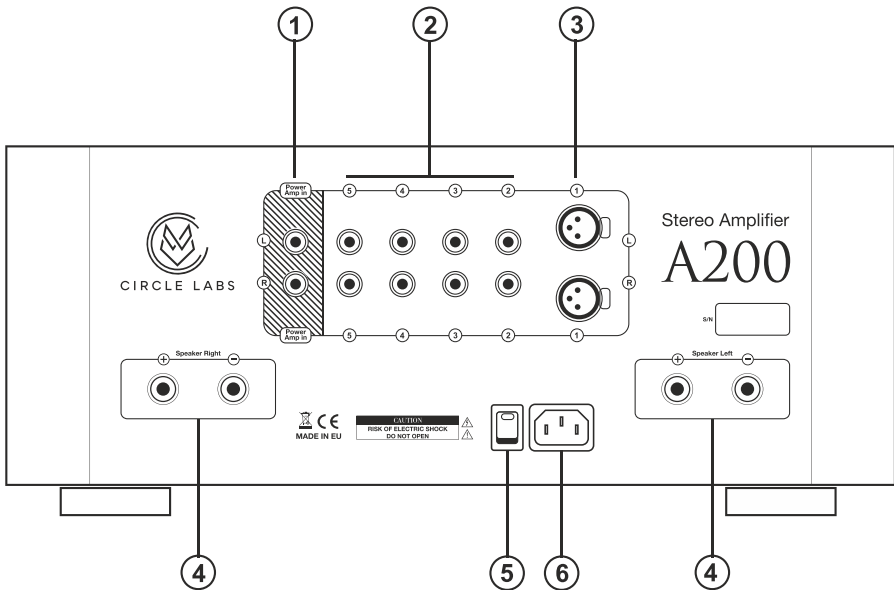 1 2 3
Power
Amp in
5 4 3 2 1
L L
R R
Power
Amp in
5 4 3 2 1
CIRCLE LABS
Stereo Amplifier
A200
S/N
Speaker Right
+ −
Speaker Left
+ −
CE
MADE IN EU
CAUTION
RISK OF ELECTRIC SHOCK
DO NOT OPEN
4 5 6 4